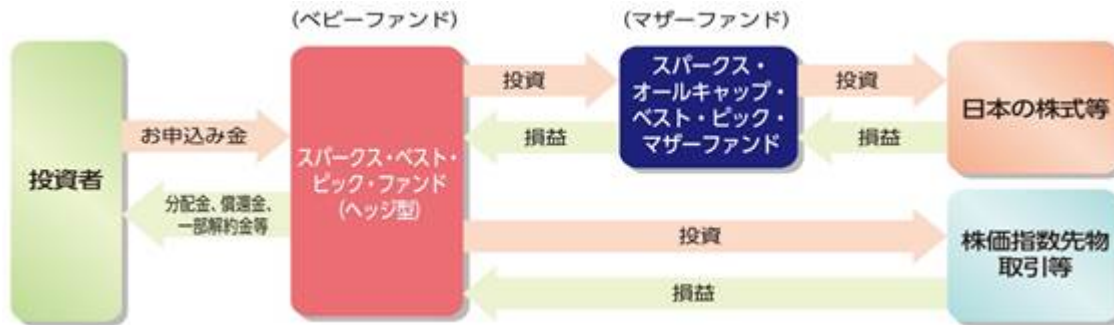 (ベビーファンド)
(マザーファンド)
投資者
お申込み金
分配金、償還金、
一部解約金等
スパークス・ベスト・
ピック・ファンド
(ヘッジ型)
投資
損益
スパークス・
オールキャップ・
ベスト・ピック・
マザーファンド
投資
損益
日本の株式等
投資
損益
株価指数先物
取引等